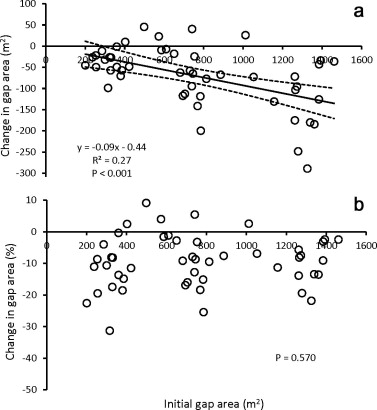 a
100
50
0
-50
-100
-150
-200
-250
-300
0 200 400 600 800 1000 1200 1400 1600
Change in gap area (m²)
y = -0.09x - 0.44
R² = 0.27
P < 0.001
b
10
0
-10
-20
-30
-40
-50
0 200 400 600 800 1000 1200 1400 1600
Change in gap area (%)
P = 0.570
Initial gap area (m²)